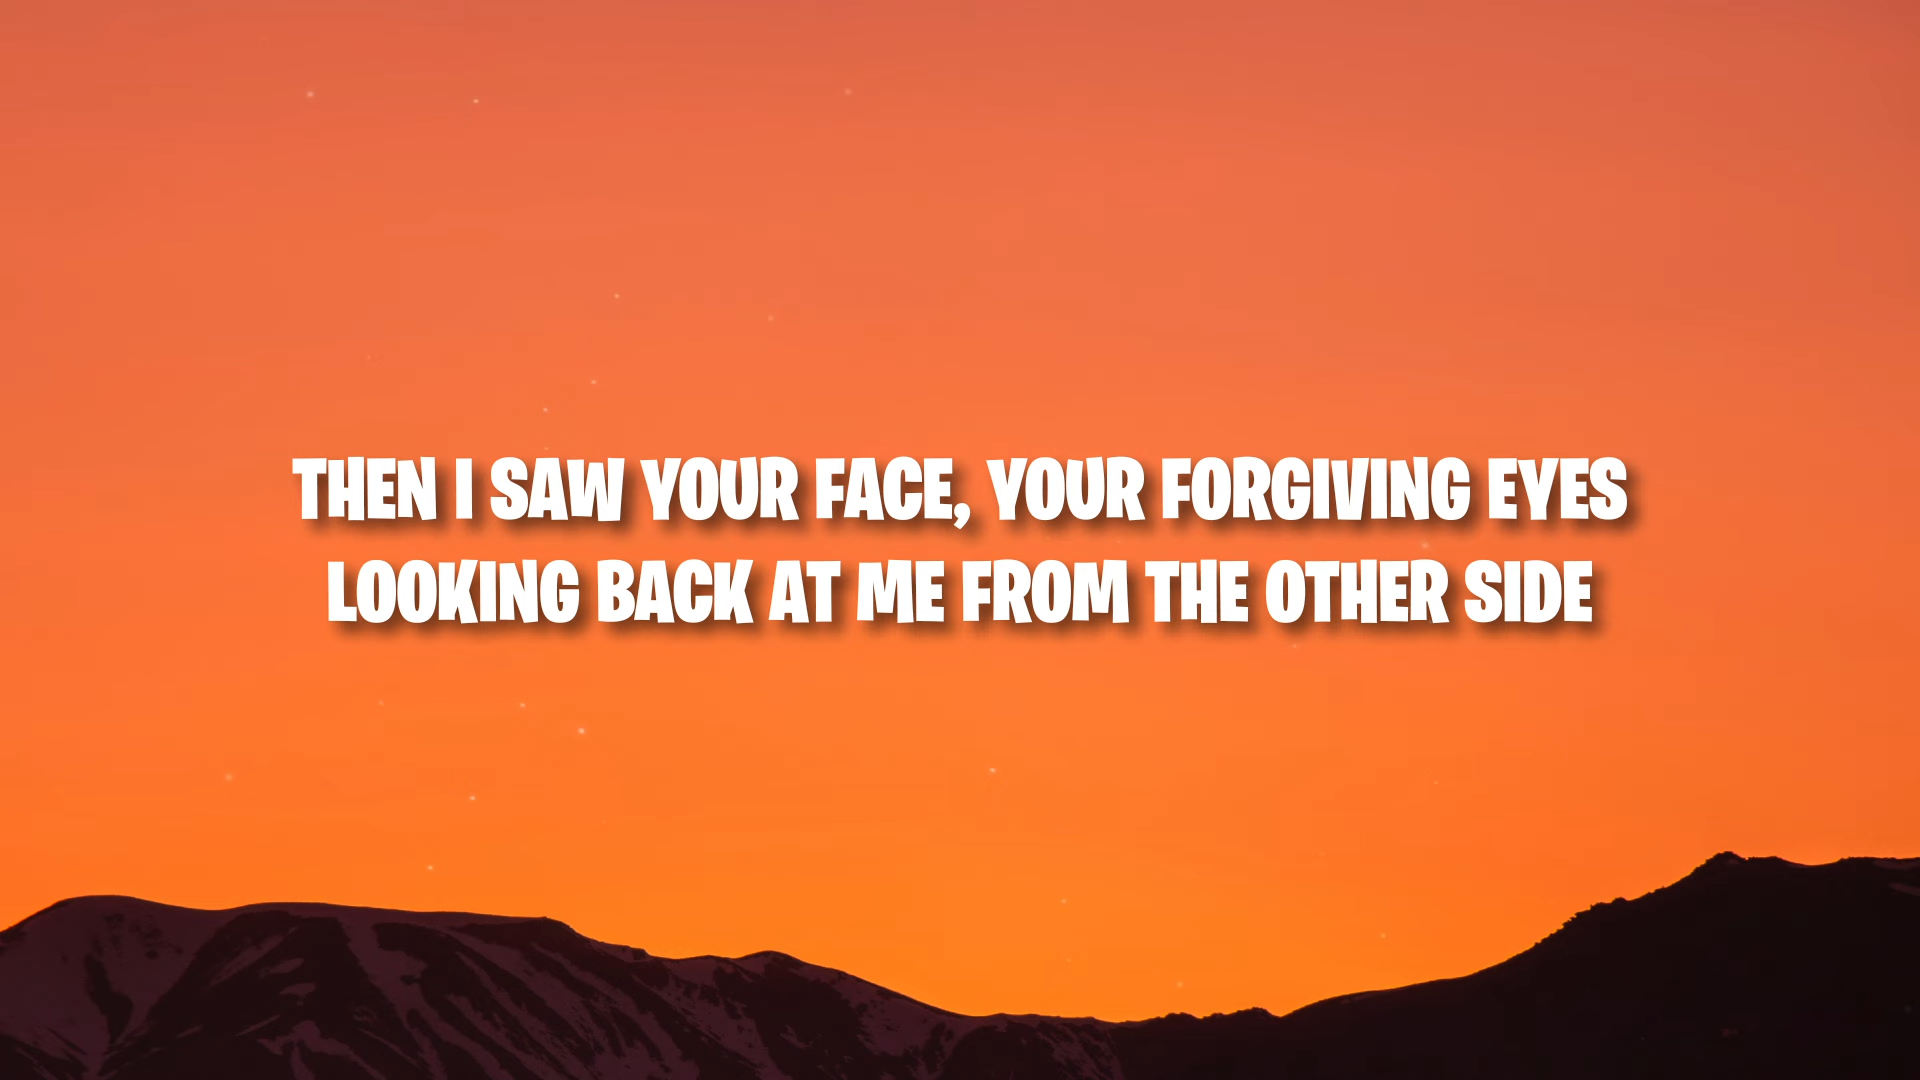 THEN I SAW YOUR FACE, YOUR FORGIVING EYES
LOOKING BACK AT ME FROM THE OTHER SIDE